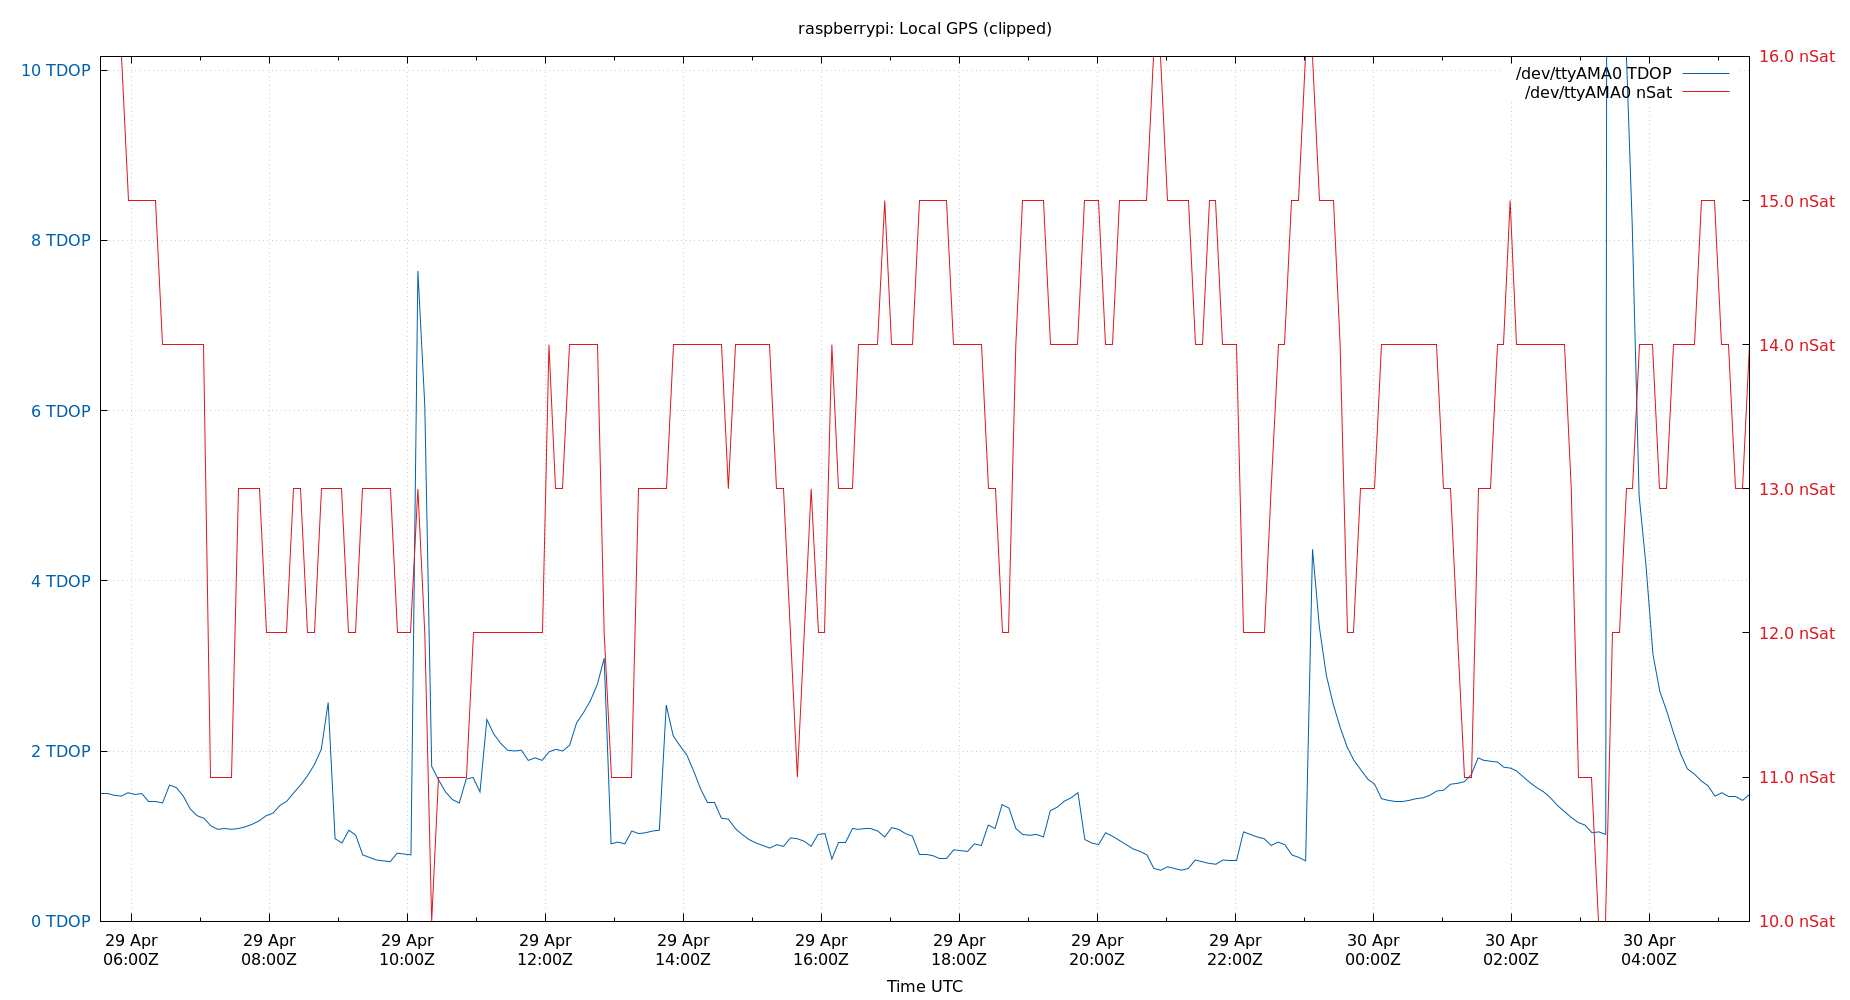 raspberrypi: Local GPS (clipped)
10 TDOP
8 TDOP
6 TDOP
4 TDOP
2 TDOP
0 TDOP
16.0 nSat
15.0 nSat
14.0 nSat
13.0 nSat
12.0 nSat
11.0 nSat
10.0 nSat
/dev/ttyAMA0 TDOP
/dev/ttyAMA0 nSat
29 Apr
06:00Z
29 Apr
08:00Z
29 Apr
10:00Z
29 Apr
12:00Z
29 Apr
14:00Z
29 Apr
16:00Z
29 Apr
18:00Z
29 Apr
20:00Z
29 Apr
22:00Z
30 Apr
00:00Z
30 Apr
02:00Z
30 Apr
04:00Z
Time UTC